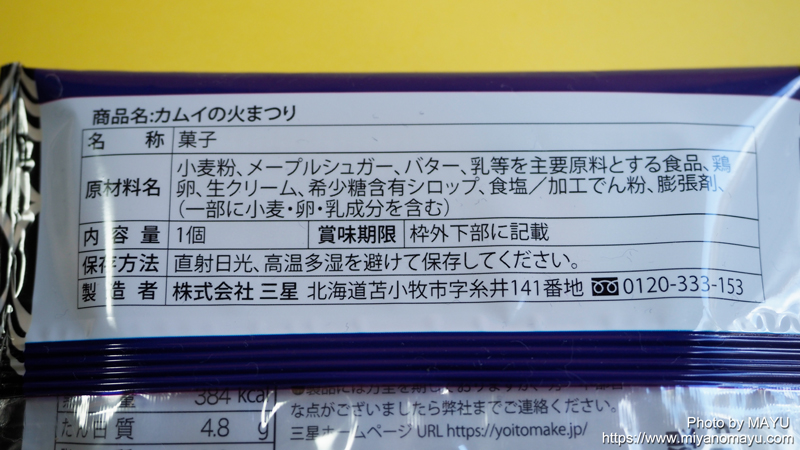 商品名:カムイの火まつり
名 称 菓子
原材料名 小麦粉、メープルシュガー、バター、乳等を主要原料とする食品、鶏
卵、生クリーム、希少糖含有シロップ、食塩／加工でん粉、膨張剤、
(一部に小麦・卵・乳成分を含む)
内 容 量 1個 賞味期限 枠外下部に記載
保存方法 直射日光、高温多湿を避けて保存してください。
製 造 者 株式会社 三星 北海道苫小牧市字糸井141番地 0120-333-153
量 384 kcal
たん白質 4.8 g
な点がございましたら弊社までご連絡ください。
三星ホームページ URL https://yoitomake.jp/
Photo by MAYU
https://www.miyanomayu.com/